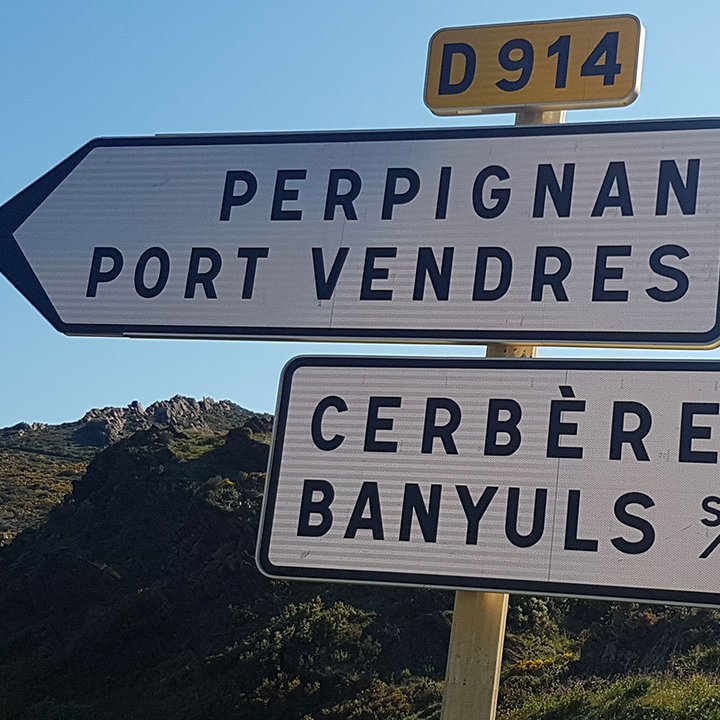 D 914
PERPIGNAN
PORT VENDRES
CERBÈRE
BANYULS S/